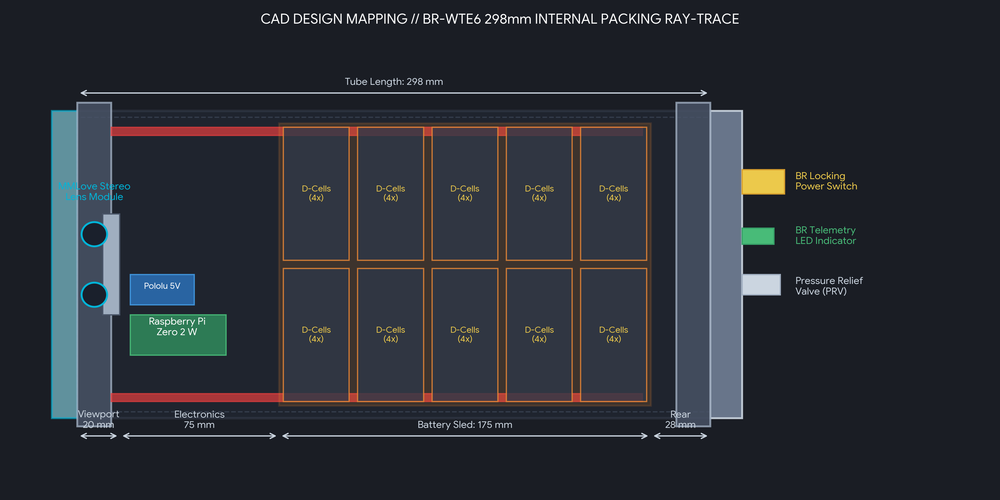 CAD DESIGN MAPPING // BR-WTE6 298mm INTERNAL PACKING RAY-TRACE
Tube Length: 298 mm
MMLove Stereo
Lens Module
D-Cells
(4x)
D-Cells
(4x)
D-Cells
(4x)
D-Cells
(4x)
D-Cells
(4x)
BR Locking
Power Switch
BR Telemetry
LED Indicator
Pressure Relief
Valve (PRV)
Pololu 5V
Raspberry Pi
Zero 2 W
D-Cells
(4x)
D-Cells
(4x)
D-Cells
(4x)
D-Cells
(4x)
D-Cells
(4x)
Viewport
20 mm
Electronics
75 mm
Battery Sled: 175 mm
Rear
28 mm